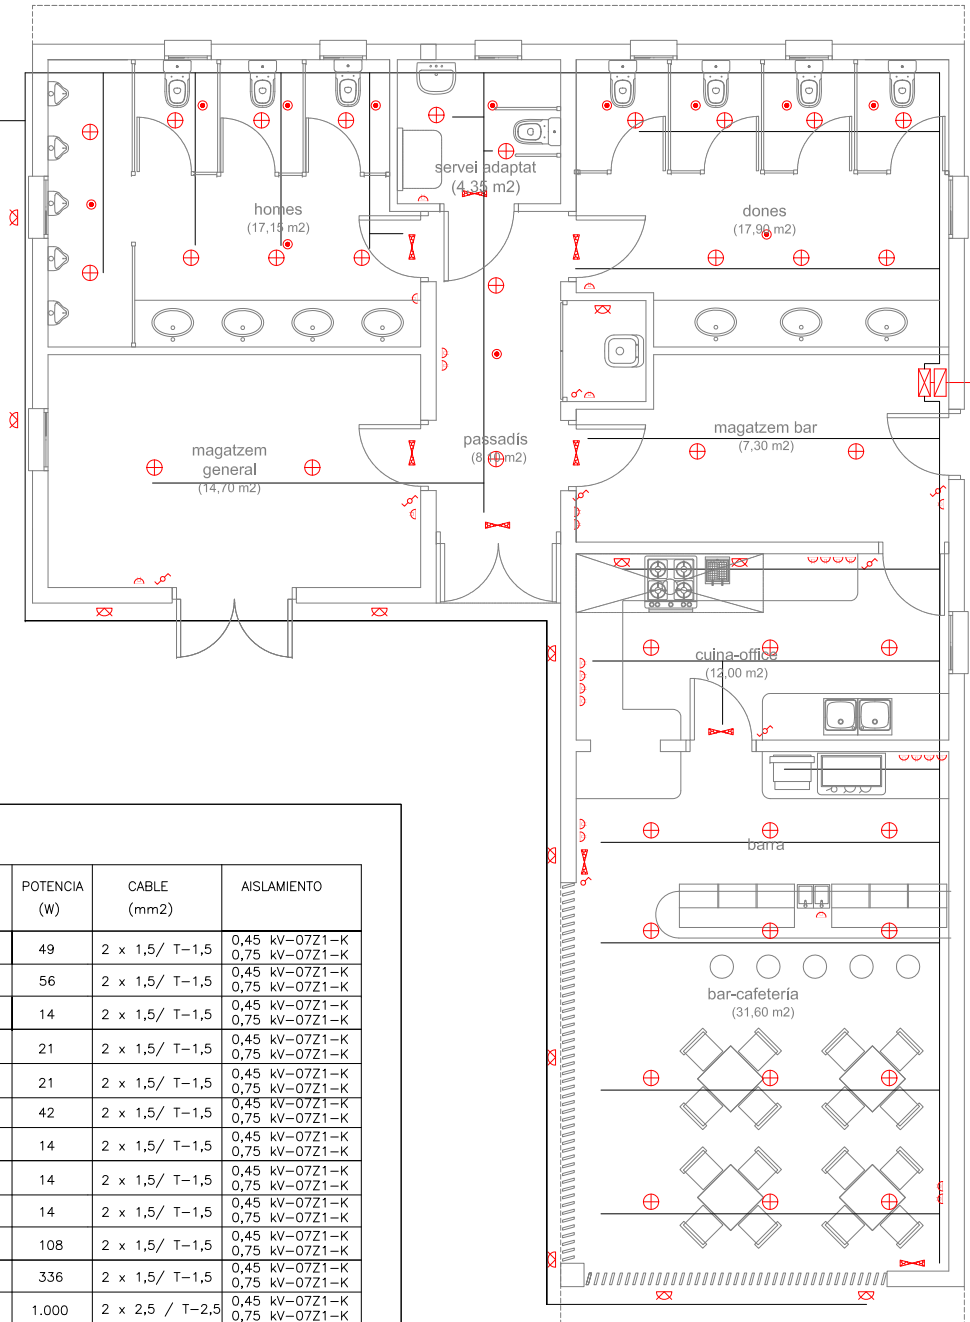 servei adaptat
(4,35 m2)
homes
(17,15 m2)
dones
(17,90 m2)
magatzem
general
(14,70 m2)
passadís
(8,10 m2)
magatzem bar
(7,30 m2)
cuina-office
(12,00 m2)
barra
bar-cafetería
(31,60 m2)
POTENCIA
(W)
CABLE
(mm2)
AISLAMIENTO
49 2 x 1,5/ T-1,5 0,45 kV-07Z1-K
0,75 kV-07Z1-K
56 2 x 1,5/ T-1,5 0,45 kV-07Z1-K
0,75 kV-07Z1-K
14 2 x 1,5/ T-1,5 0,45 kV-07Z1-K
0,75 kV-07Z1-K
21 2 x 1,5/ T-1,5 0,45 kV-07Z1-K
0,75 kV-07Z1-K
21 2 x 1,5/ T-1,5 0,45 kV-07Z1-K
0,75 kV-07Z1-K
42 2 x 1,5/ T-1,5 0,45 kV-07Z1-K
0,75 kV-07Z1-K
14 2 x 1,5/ T-1,5 0,45 kV-07Z1-K
0,75 kV-07Z1-K
14 2 x 1,5/ T-1,5 0,45 kV-07Z1-K
0,75 kV-07Z1-K
14 2 x 1,5/ T-1,5 0,45 kV-07Z1-K
0,75 kV-07Z1-K
108 2 x 1,5/ T-1,5 0,45 kV-07Z1-K
0,75 kV-07Z1-K
336 2 x 1,5/ T-1,5 0,45 kV-07Z1-K
0,75 kV-07Z1-K
1.000 2 x 2,5 / T-2,5 0,45 kV-07Z1-K
0,75 kV-07Z1-K